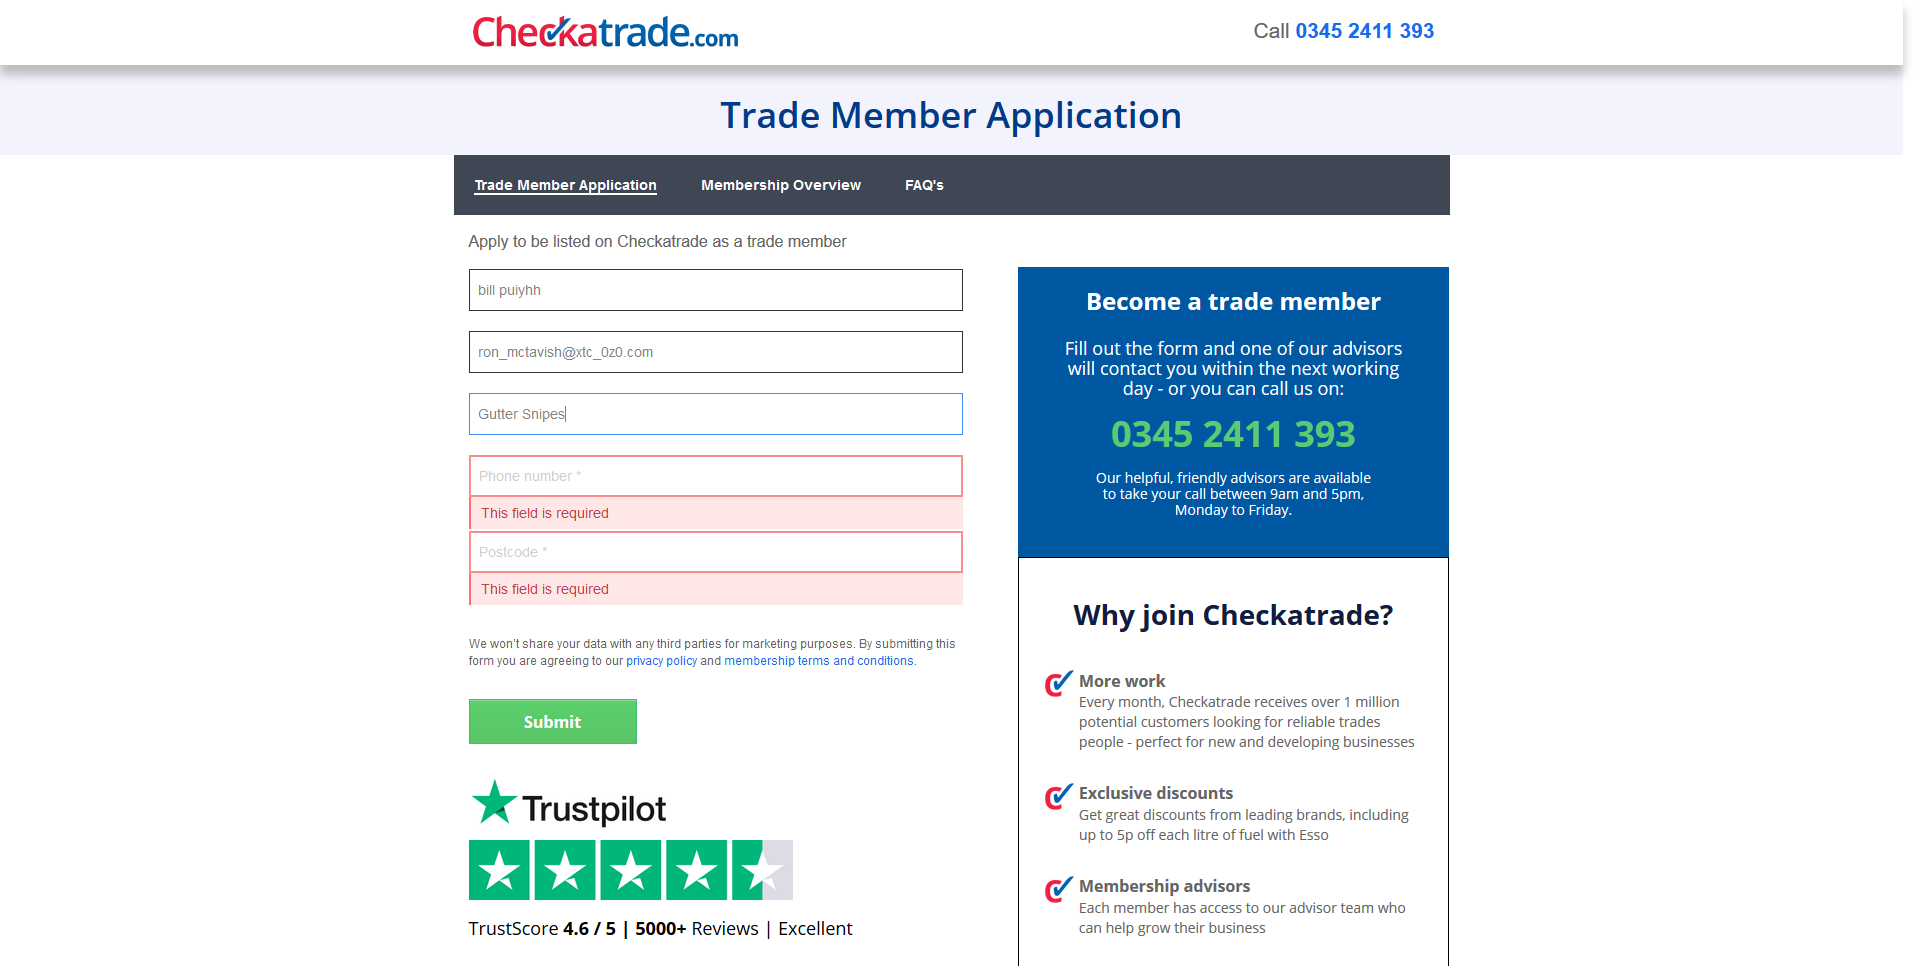 Checkatrade.com
Call 0345 2411 393
Trade Member Application
Trade Member Application
Membership Overview
FAQ's
Apply to be listed on Checkatrade as a trade member
bill puiyhh
ron_mctavish@xtc_0z0.com
Gutter Snipes
Phone number *
This field is required
Postcode *
This field is required
We won't share your data with any third parties for marketing purposes. By submitting this
form you are agreeing to our privacy policy and membership terms and conditions.
Submit
Trustpilot
TrustScore 4.6 / 5 | 5000+ Reviews | Excellent
Become a trade member
Fill out the form and one of our advisors
will contact you within the next working
day - or you can call us on:
0345 2411 393
Our helpful, friendly advisors are available
to take your call between 9am and 5pm,
Monday to Friday.
Why join Checkatrade?
More work
Every month, Checkatrade receives over 1 million
potential customers looking for reliable trades
people - perfect for new and developing businesses
Exclusive discounts
Get great discounts from leading brands, including
up to 5p off each litre of fuel with Esso
Membership advisors
Each member has access to our advisor team who
can help grow their business